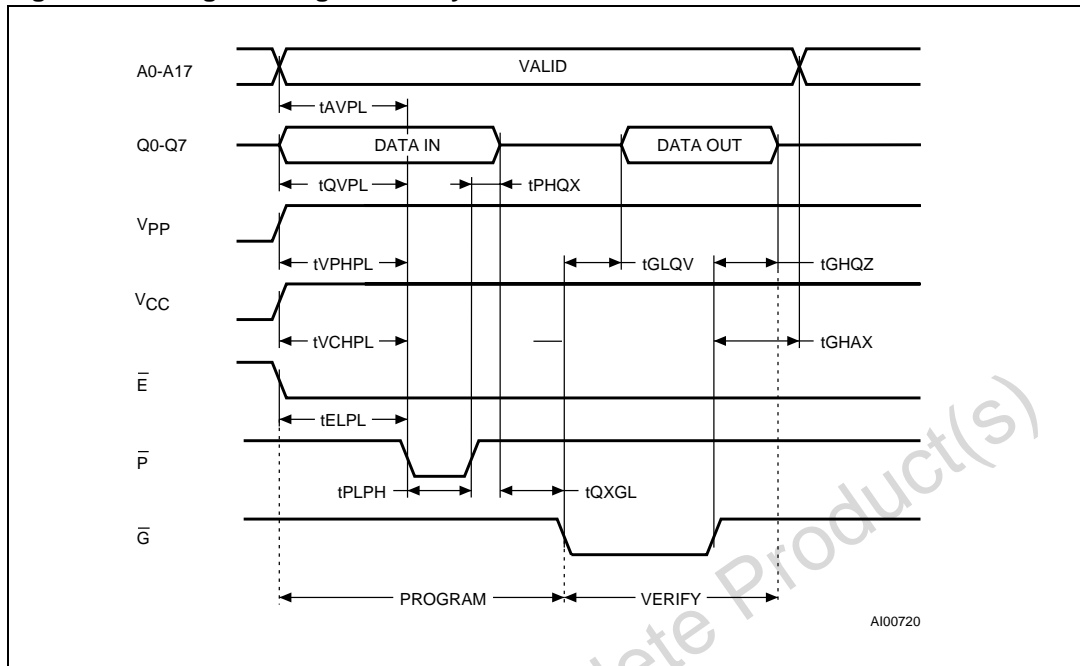 A0-A17
VALID
tAVPL
Q0-Q7
DATA IN
DATA OUT
tQVPL
tPHQX
VPP
tVPHPL
tGLQV
tGHQZ
VCC
tVCHPL
tGHAX
E
tELPL
P
tPLPH
tQXGL
G
PROGRAM
VERIFY
AI00720
Product(s)